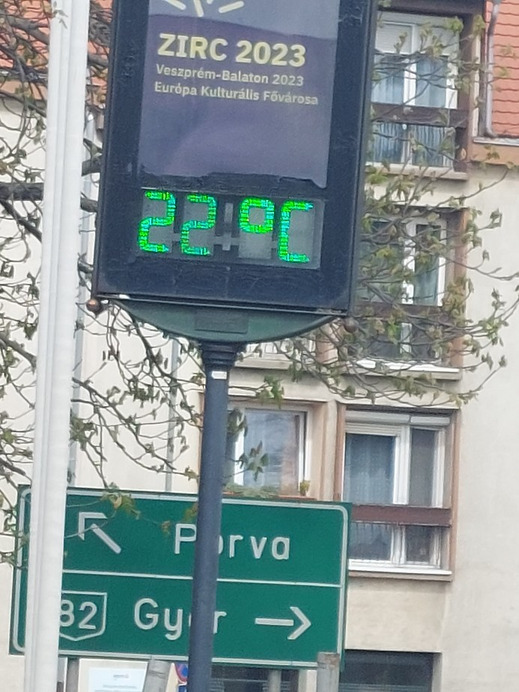 ZIRC 2023
Veszprém-Balaton 2023
Európa Kulturális Fővárosa
22°C
Porva
82 Győr